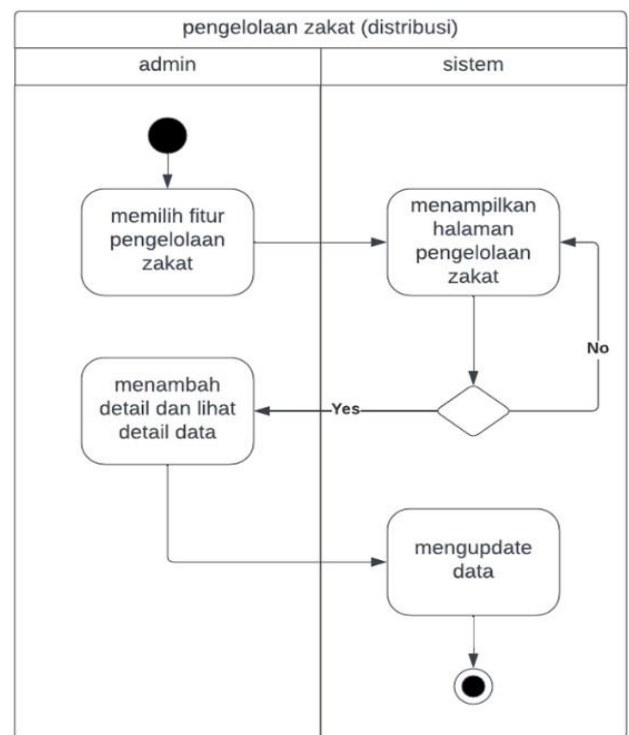 pengelolaan zakat (distribusi)
admin
sistem
memilih fitur
pengelolaan
zakat
menampilkan
halaman
pengelolaan
zakat
No
menambah
detail dan lihat
detail data
Yes
mengupdate
data